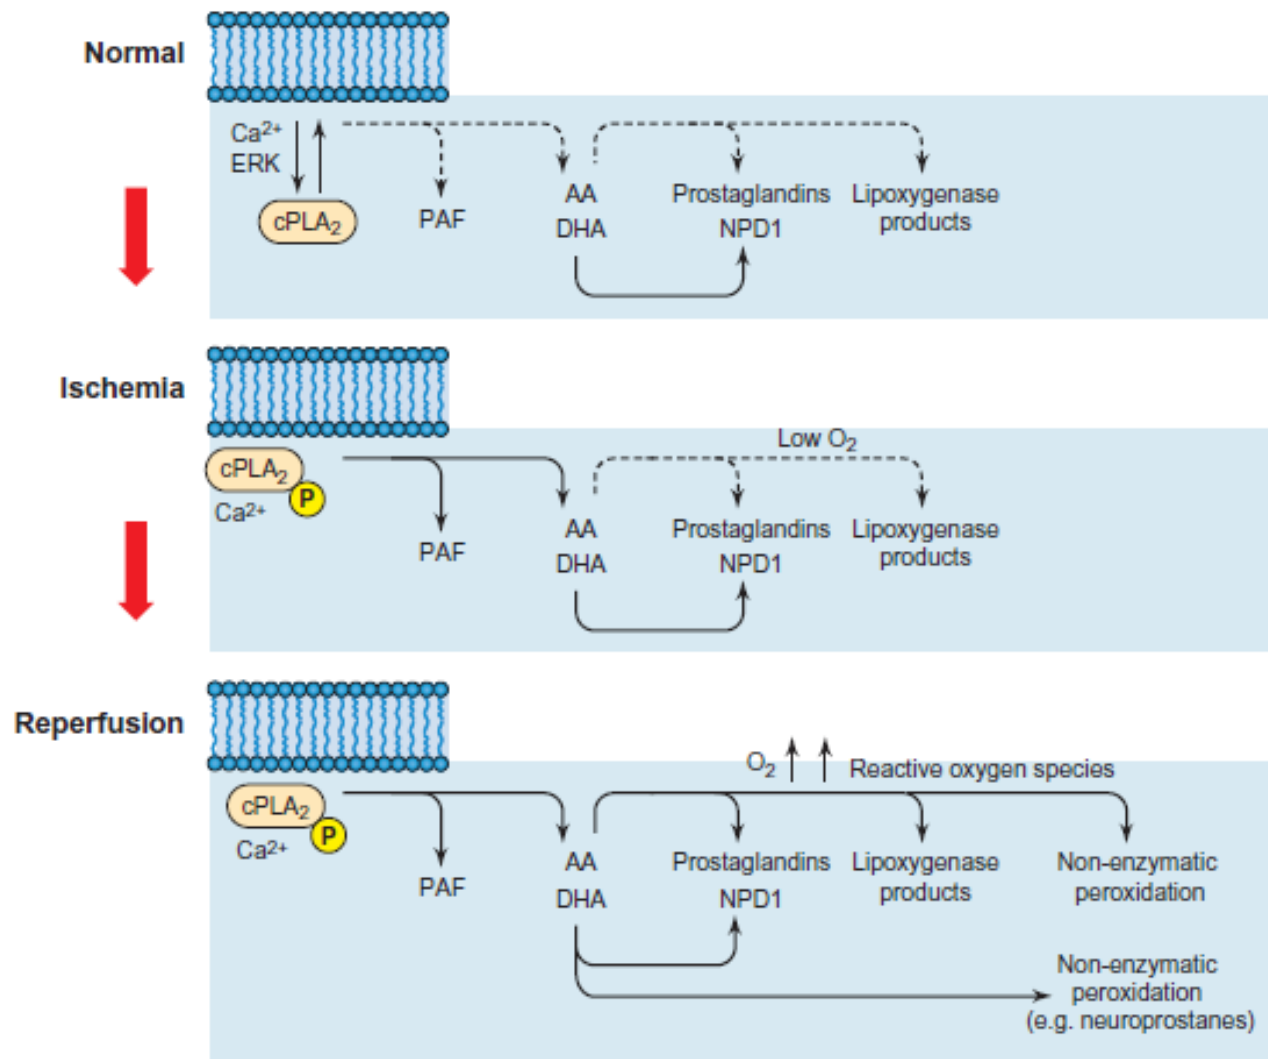 Normal
Ca²⁺
ERK
cPLA₂
PAF
AA
DHA
Prostaglandins
NPD1
Lipoxygenase
products
Ischemia
Low O₂
cPLA₂
P
Ca²⁺
PAF
AA
DHA
Prostaglandins
NPD1
Lipoxygenase
products
Reperfusion
O₂
Reactive oxygen species
cPLA₂
P
Ca²⁺
PAF
AA
DHA
Prostaglandins
NPD1
Lipoxygenase
products
Non-enzymatic
peroxidation
Non-enzymatic
peroxidation
(e.g. neuroprostanes)